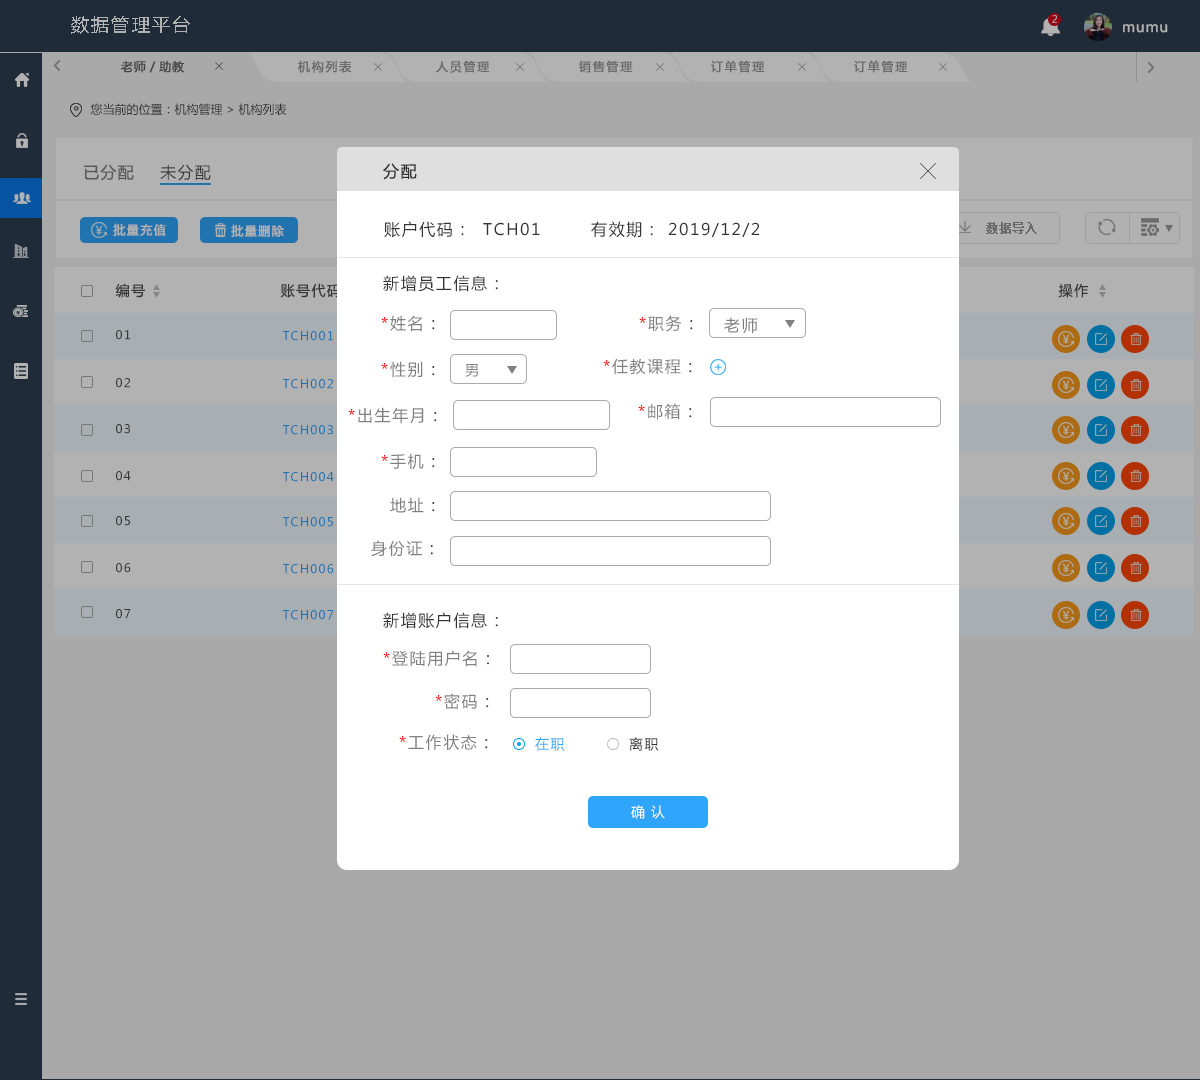 数据管理平台
2
mumu
老师 / 助教
机构列表
人员管理
销售管理
订单管理
订单管理
您当前的位置：机构管理 > 机构列表
已分配
未分配
批量充值
批量删除
数据导入
编号
账号代码
操作
01
TCH001
02
TCH002
03
TCH003
04
TCH004
05
TCH005
06
TCH006
07
TCH007
分配
账户代码： TCH01 有效期： 2019/12/2
新增员工信息：
*姓名：
*职务： 老师
*性别： 男
*任教课程：
*出生年月：
*邮箱：
*手机：
地址：
身份证：
新增账户信息：
*登陆用户名：
*密码：
*工作状态： 在职 离职
确 认